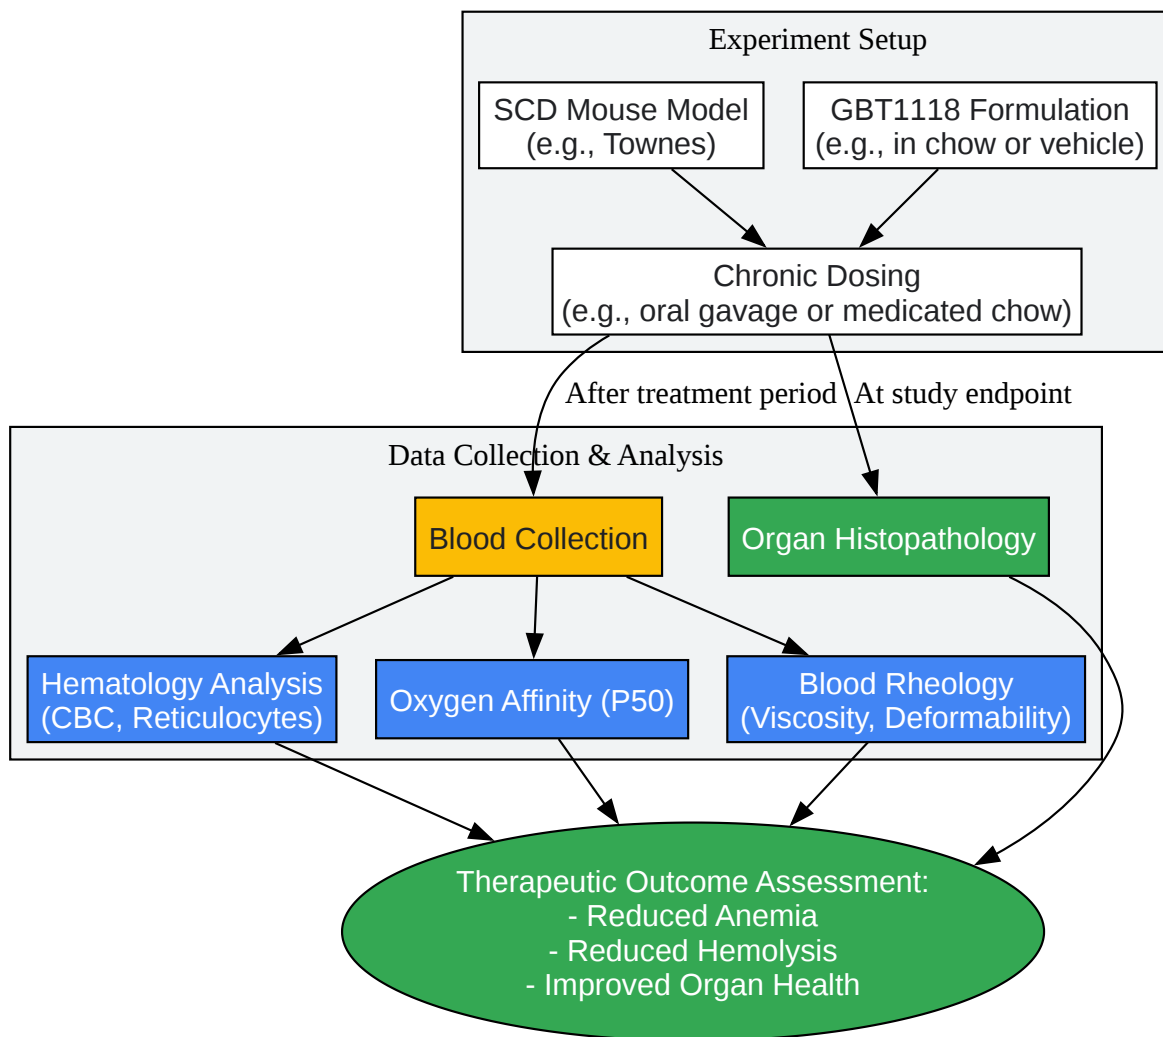 Experiment Setup
SCD Mouse Model
(e.g., Townes)
GBT1118 Formulation
(e.g., in chow or vehicle)
Chronic Dosing
(e.g., oral gavage or medicated chow)
After treatment period
At study endpoint
Data Collection & Analysis
Blood Collection
Organ Histopathology
Hematology Analysis
(CBC, Reticulocytes)
Oxygen Affinity (P50)
Blood Rheology
(Viscosity, Deformability)
Therapeutic Outcome Assessment:
- Reduced Anemia
- Reduced Hemolysis
- Improved Organ Health